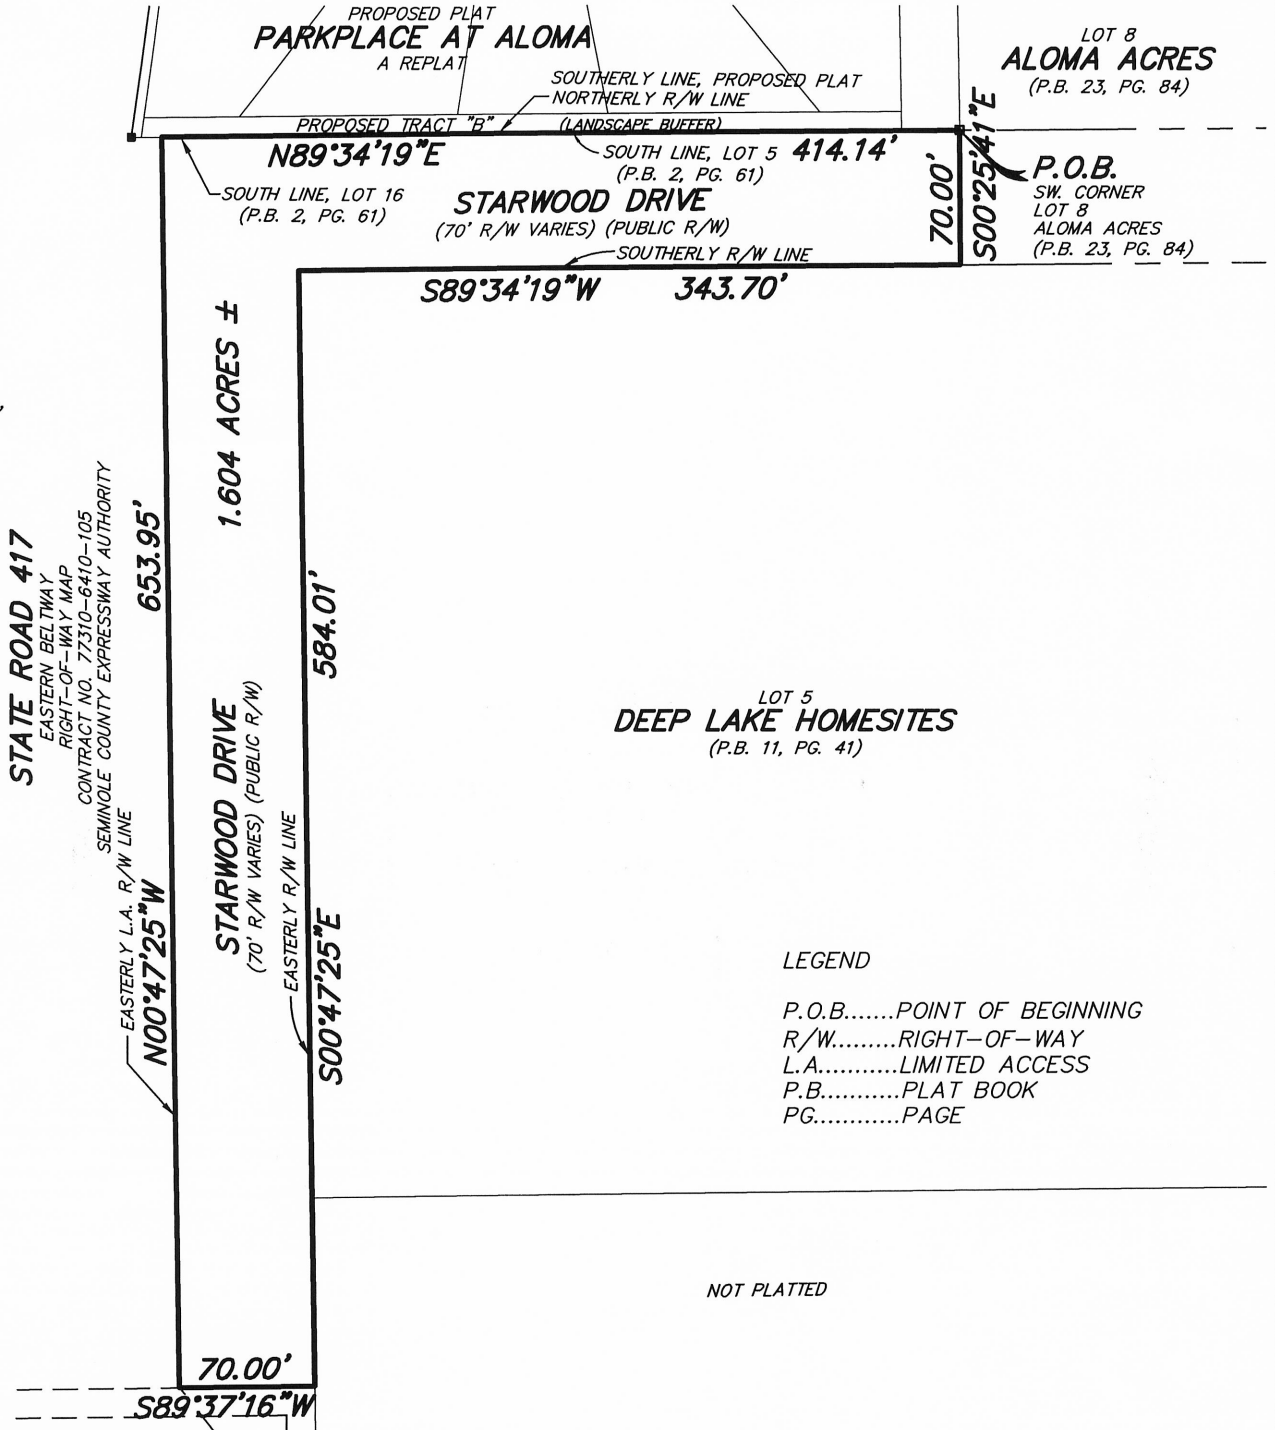 PROPOSED PLAT
PARKPLACE AT ALOMA
A REPLAT
SOUTHERLY LINE, PROPOSED PLAT
NORTHERLY R/W LINE
LOT 8
ALOMA ACRES
(P.B. 23, PG. 84)
PROPOSED TRACT "B"
(LANDSCAPE BUFFER)
N89°34'19"E
SOUTH LINE, LOT 5
(P.B. 2, PG. 61)
414.14'
SOUTH LINE, LOT 16
(P.B. 2, PG. 61)
STARWOOD DRIVE
(70' R/W VARIES) (PUBLIC R/W)
70.00'
S00°25'41"E
P.O.B.
SW. CORNER
LOT 8
ALOMA ACRES
(P.B. 23, PG. 84)
SOUTHERLY R/W LINE
S89°34'19"W
343.70'
1.604 ACRES ±
STATE ROAD 417
EASTERN BELTWAY
RIGHT-OF-WAY MAP
CONTRACT NO. 77310-6410-105
SEMINOLE COUNTY EXPRESSWAY AUTHORITY
653.95'
584.01'
STARWOOD DRIVE
(70' R/W VARIES) (PUBLIC R/W)
EASTERLY L.A. R/W LINE
N00°47'25"W
EASTERLY R/W LINE
S00°47'25"E
LOT 5
DEEP LAKE HOMESITES
(P.B. 11, PG. 41)
LEGEND
P.O.B.......POINT OF BEGINNING
R/W.........RIGHT-OF-WAY
L.A...........LIMITED ACCESS
P.B...........PLAT BOOK
PG............PAGE
NOT PLATTED
70.00'
S89°37'16"W